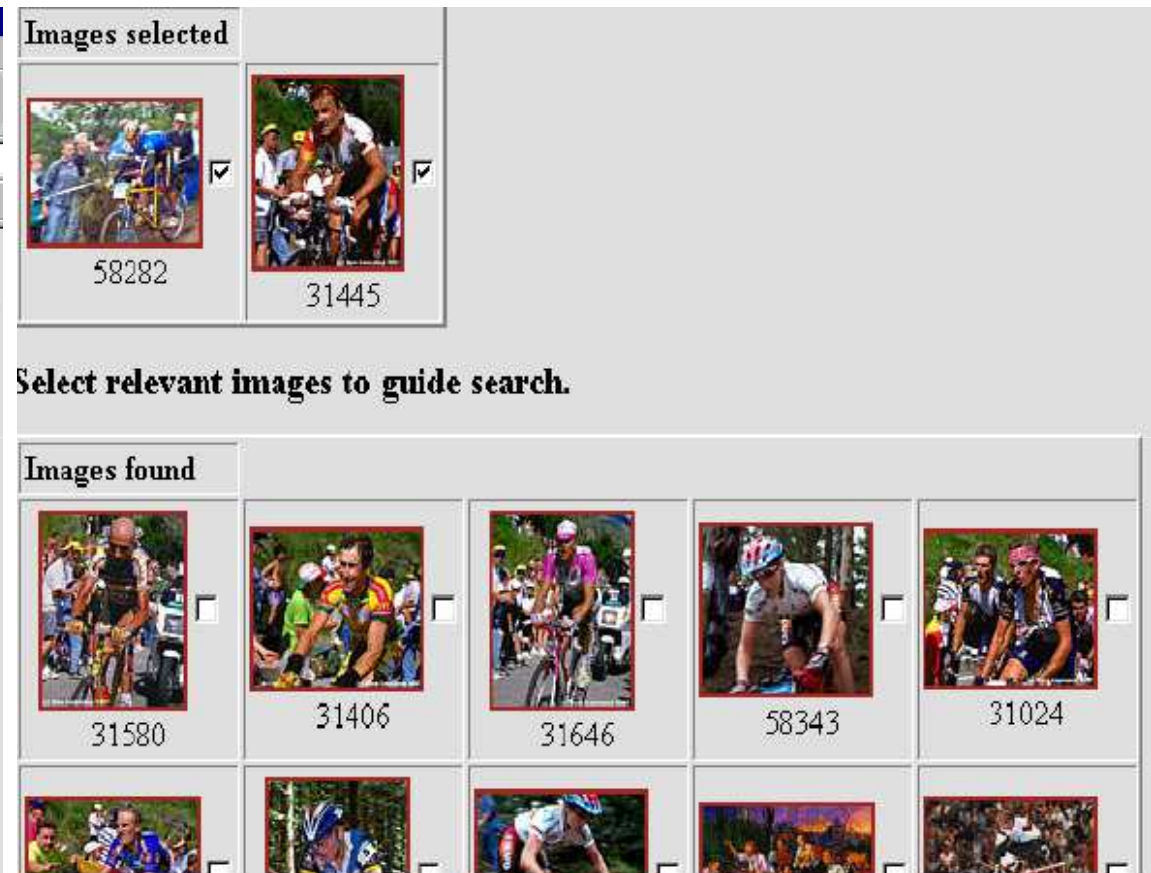 Images selected
58282
31445
Select relevant images to guide search.
Images found
31580
31406
31646
58343
31024